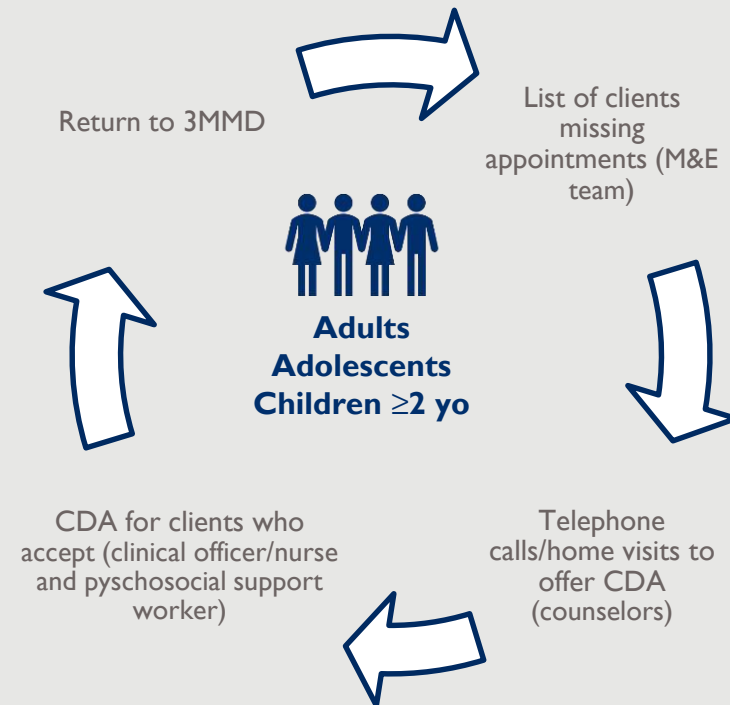 Return to 3MMD
List of clients
missing
appointments (M&E
team)
Adults
Adolescents
Children ≥2 yo
CDA for clients who
accept (clinical officer/nurse
and pyschosocial support
worker)
Telephone
calls/home visits to
offer CDA
(counselors)